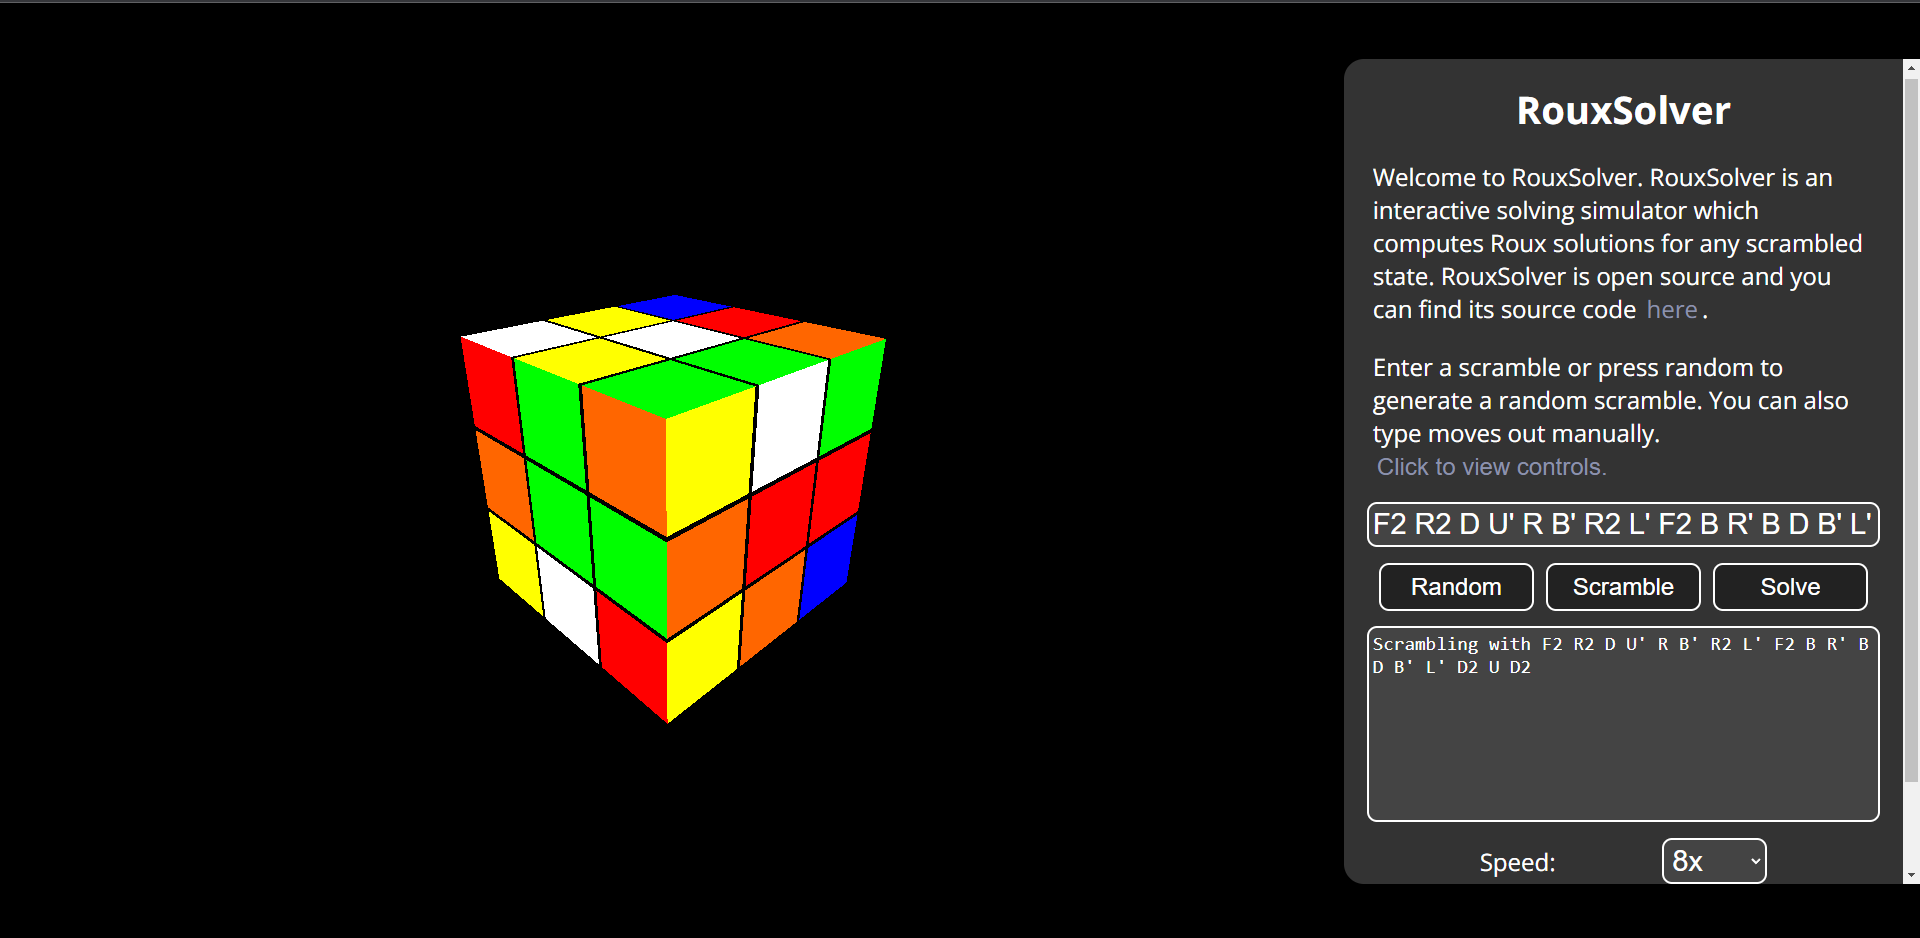 RouxSolver
Welcome to RouxSolver. RouxSolver is an
interactive solving simulator which
computes Roux solutions for any scrambled
state. RouxSolver is open source and you
can find its source code here.
Enter a scramble or press random to
generate a random scramble. You can also
type moves out manually.
Click to view controls.
F2 R2 D U' R B' R2 L' F2 B R' B D B' L'
Random Scramble Solve
Scrambling with F2 R2 D U' R B' R2 L' F2 B R' B
D B' L' D2 U D2
Speed: 8x